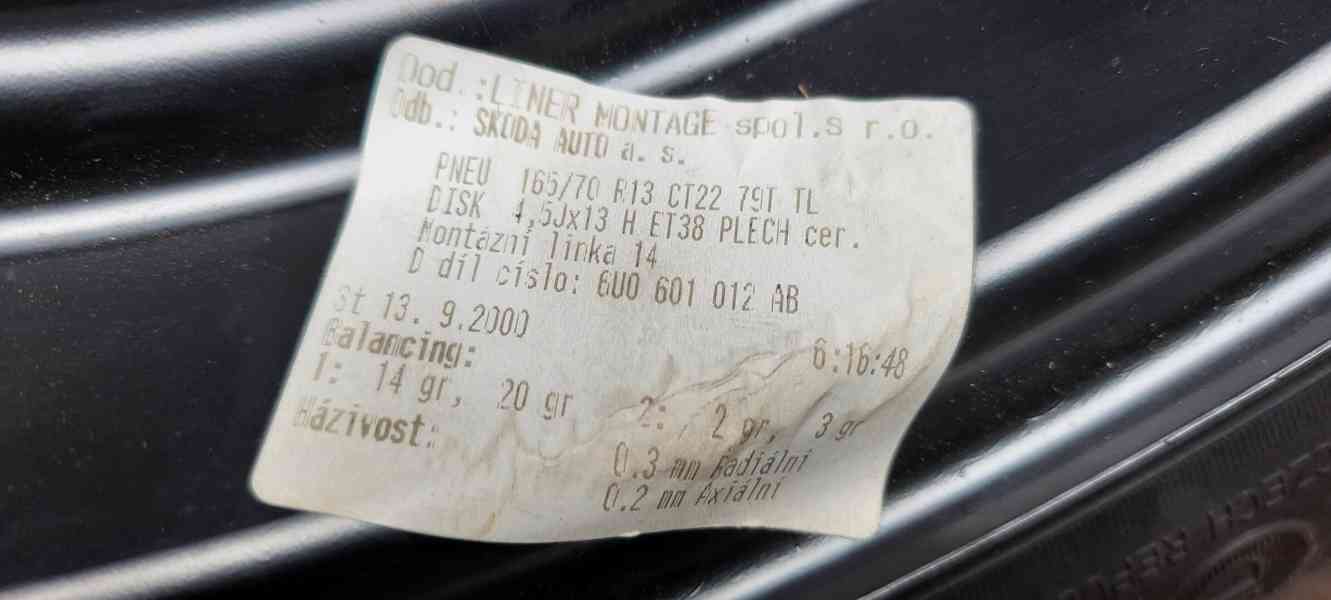 Dod.:LINER MONTAGE spol.s r.o.
Odb.: SKODA AUTO a. s.
PNEU 165/70 R13 CT22 79T TL
DISK 4,5Jx13 H ET38 PLECH cer.
Montázní linka 14
D díl císlo: 6U0 601 012 AB
St 13. 9.2000 6:16:48
Balancing:
1: 14 gr, 20 gr 2: , 2 gr, 3 gr
Házivost:
0.3 mm Radiální
0.2 mm Axiální